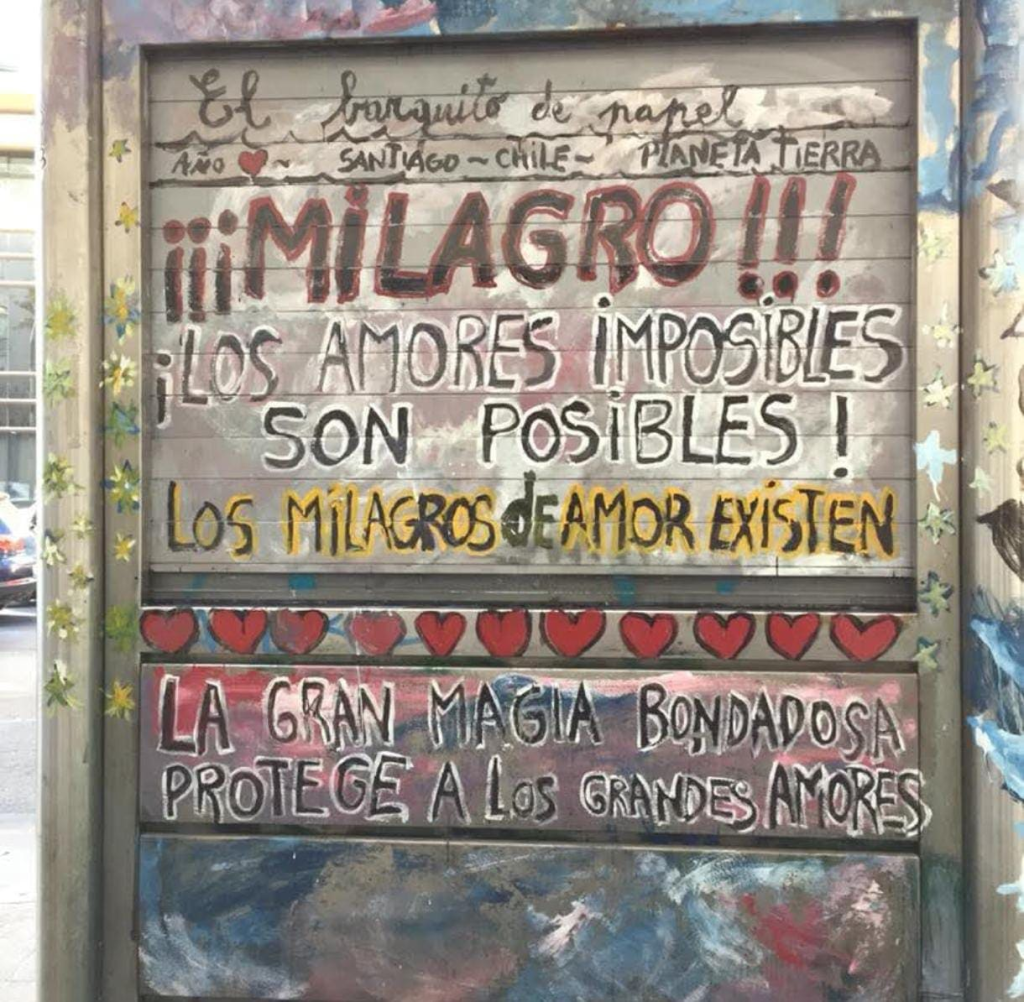 El barquito de papel
AÑO ❤~ SANTIAGO ~ CHILE ~ PLANETA TIERRA
¡¡¡MiLAGRO!!!
¡LOS AMORES iMPOSiBLES
SON POSiBLES!
LOS MiLAGROS dE AMOR EXiSTEN
LA GRAN MAGIA BONDADOSA
PROTEGE A LOS GRANDES AMORES